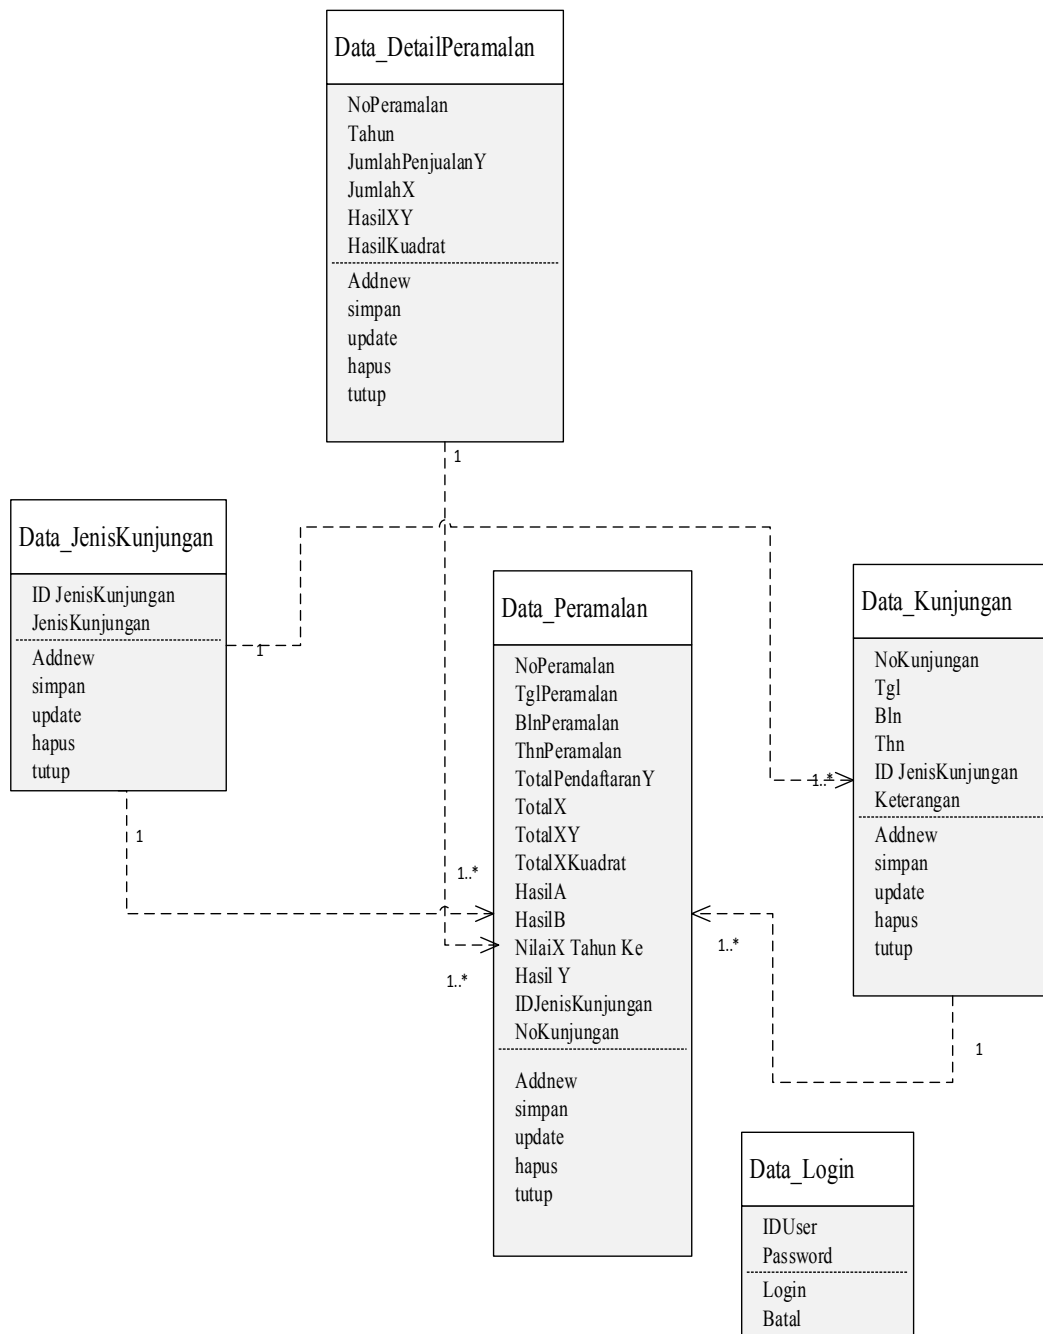 Data_DetailPeramalan
NoPeramalan
Tahun
JumlahPenjualanY
JumlahX
HasilXY
HasilKuadrat
Addnew
simpan
update
hapus
tutup
1
Data_JenisKunjungan
ID JenisKunjungan
JenisKunjungan
Addnew
simpan
update
hapus
tutup
1
1
Data_Peramalan
NoPeramalan
TglPeramalan
BlnPeramalan
ThnPeramalan
TotalPendaftaranY
TotalX
TotalXY
TotalXKuadrat
HasilA
HasilB
NilaiX Tahun Ke
Hasil Y
IDJenisKunjungan
NoKunjungan
Addnew
simpan
update
hapus
tutup
1..*
1..*
1..*
Data_Kunjungan
NoKunjungan
Tgl
Bln
Thn
ID JenisKunjungan
Keterangan
Addnew
simpan
update
hapus
tutup
1..*
1
Data_Login
IDUser
Password
Login
Batal